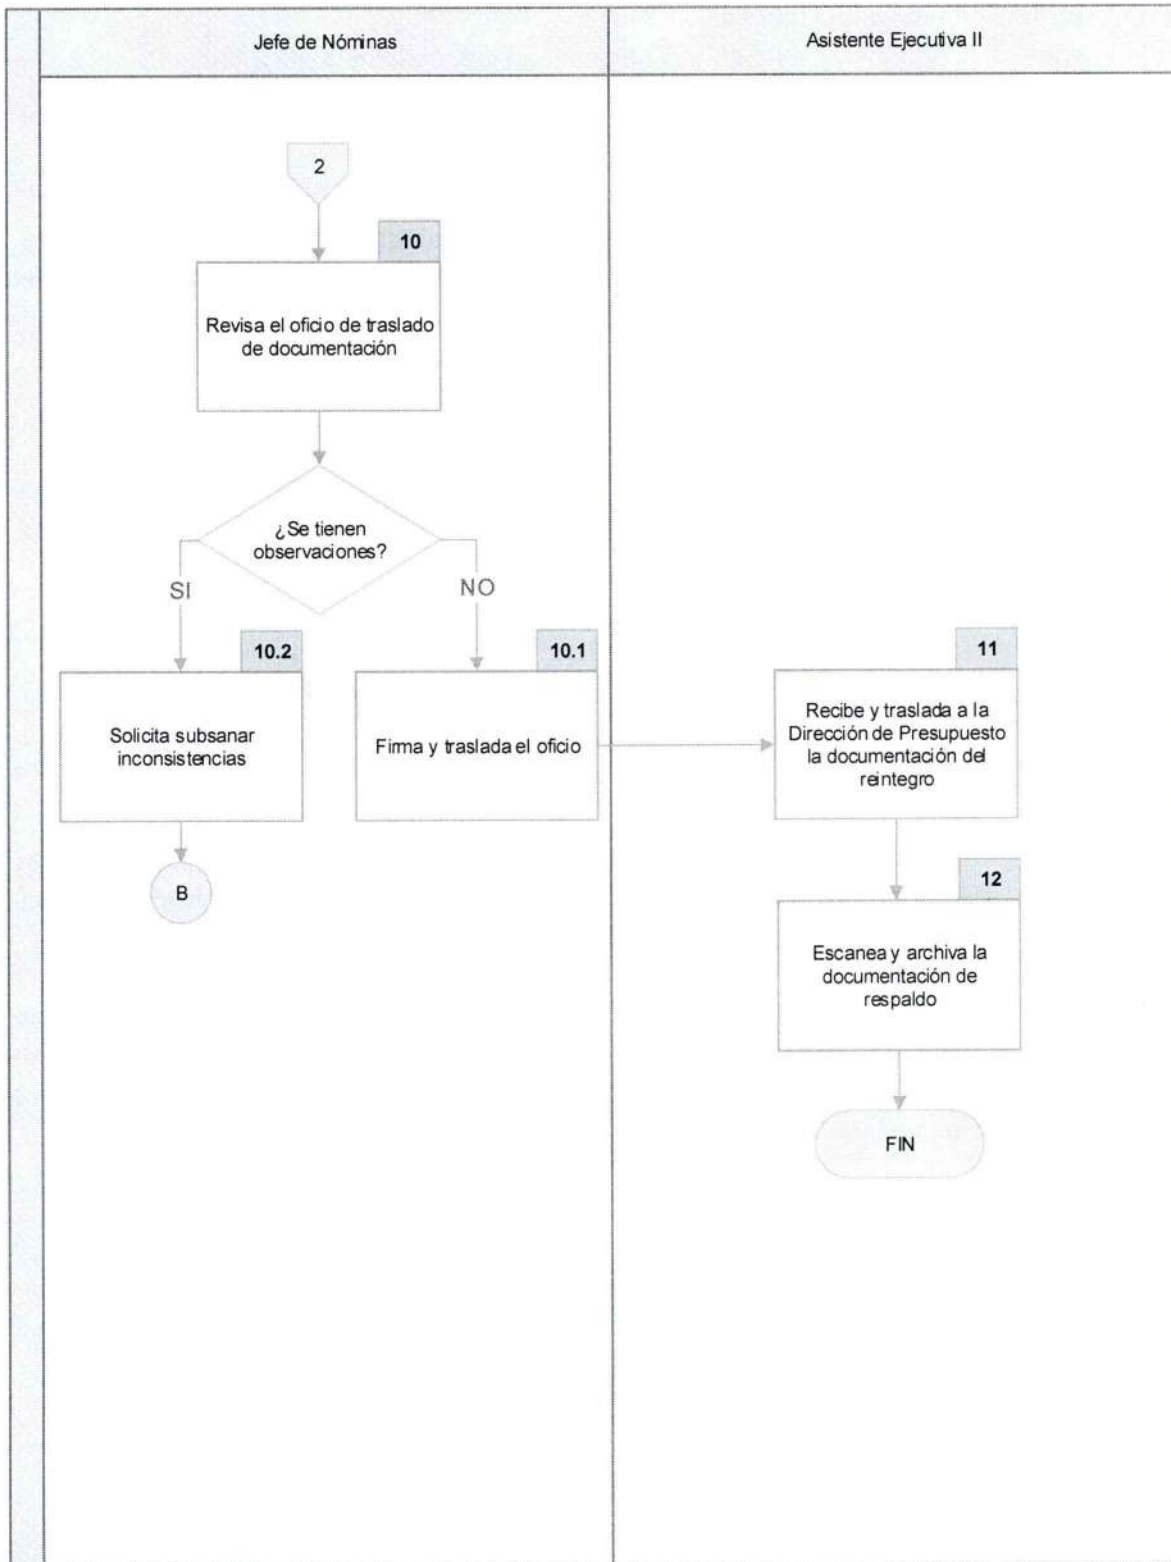 Jefe de Nóminas
Asistente Ejecutiva II
2
10
Revisa el oficio de traslado
de documentación
¿Se tienen
observaciones?
SI
NO
10.2
Solicita subsanar
inconsistencias
10.1
Firma y traslada el oficio
B
11
Recibe y traslada a la
Dirección de Presupuesto
la documentación del
reintegro
12
Escanea y archiva la
documentación de
respaldo
FIN